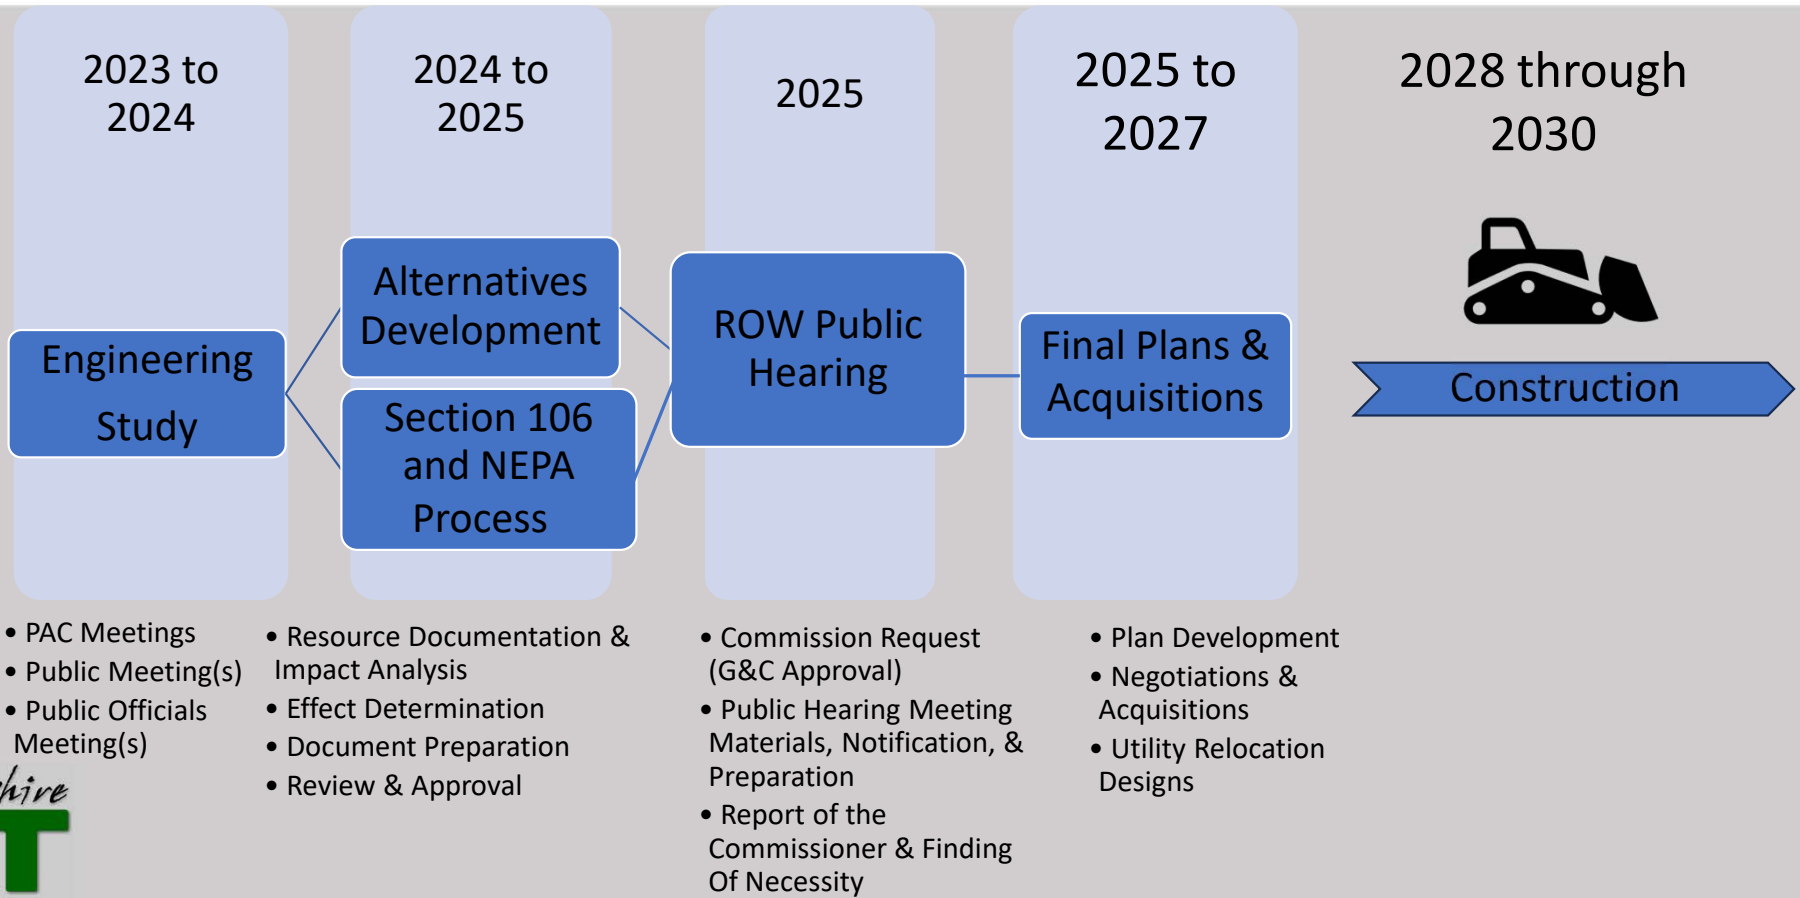 2023 to
2024
2024 to
2025
2025
2025 to
2027
2028 through
2030
Engineering
Study
Alternatives
Development
Section 106
and NEPA
Process
ROW Public
Hearing
Final Plans &
Acquisitions
Construction
• PAC Meetings
• Public Meeting(s)
• Public Officials
Meeting(s)
• Resource Documentation &
Impact Analysis
• Effect Determination
• Document Preparation
• Review & Approval
• Commission Request
(G&C Approval)
• Public Hearing Meeting
Materials, Notification, &
Preparation
• Report of the
Commissioner & Finding
Of Necessity
• Plan Development
• Negotiations &
Acquisitions
• Utility Relocation
Designs
hire
T